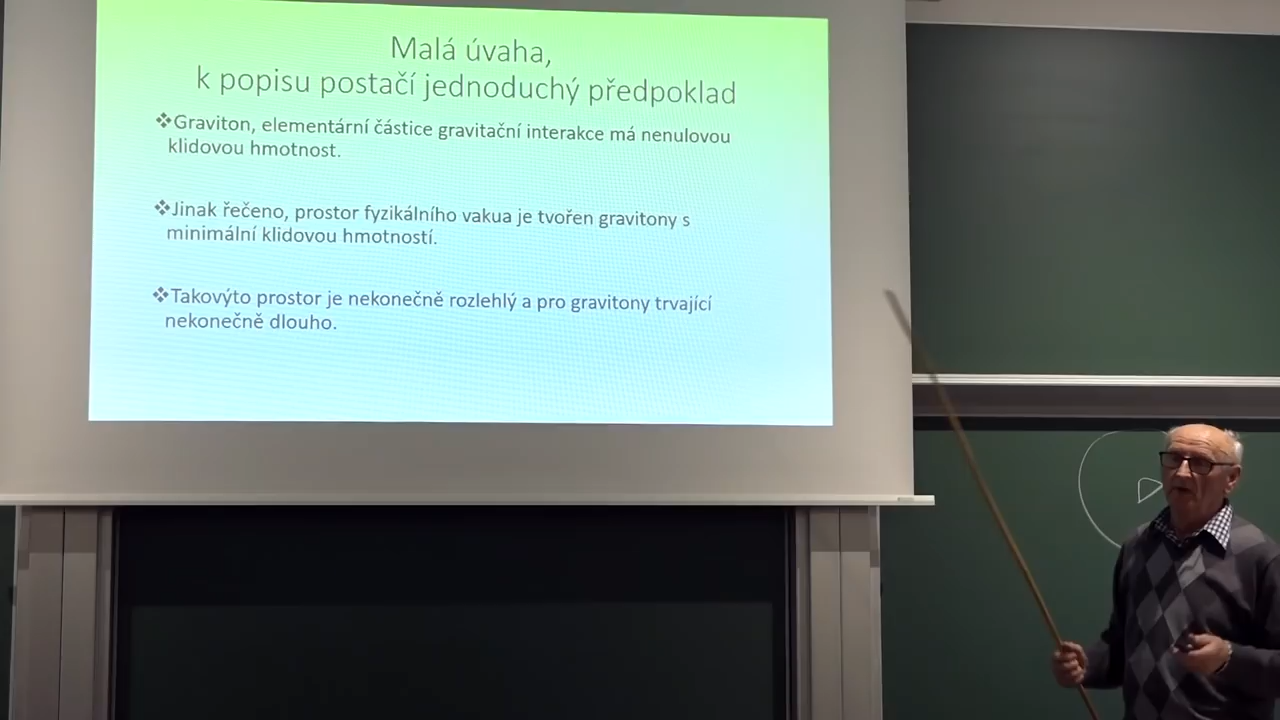 Malá úvaha,
k popisu postačí jednoduchý předpoklad
❖Graviton, elementární částice gravitační interakce má nenulovou
klidovou hmotnost.
❖Jinak řečeno, prostor fyzikálního vakua je tvořen gravitony s
minimální klidovou hmotností.
❖Takovýto prostor je nekonečně rozlehlý a pro gravitony trvající
nekonečně dlouho.